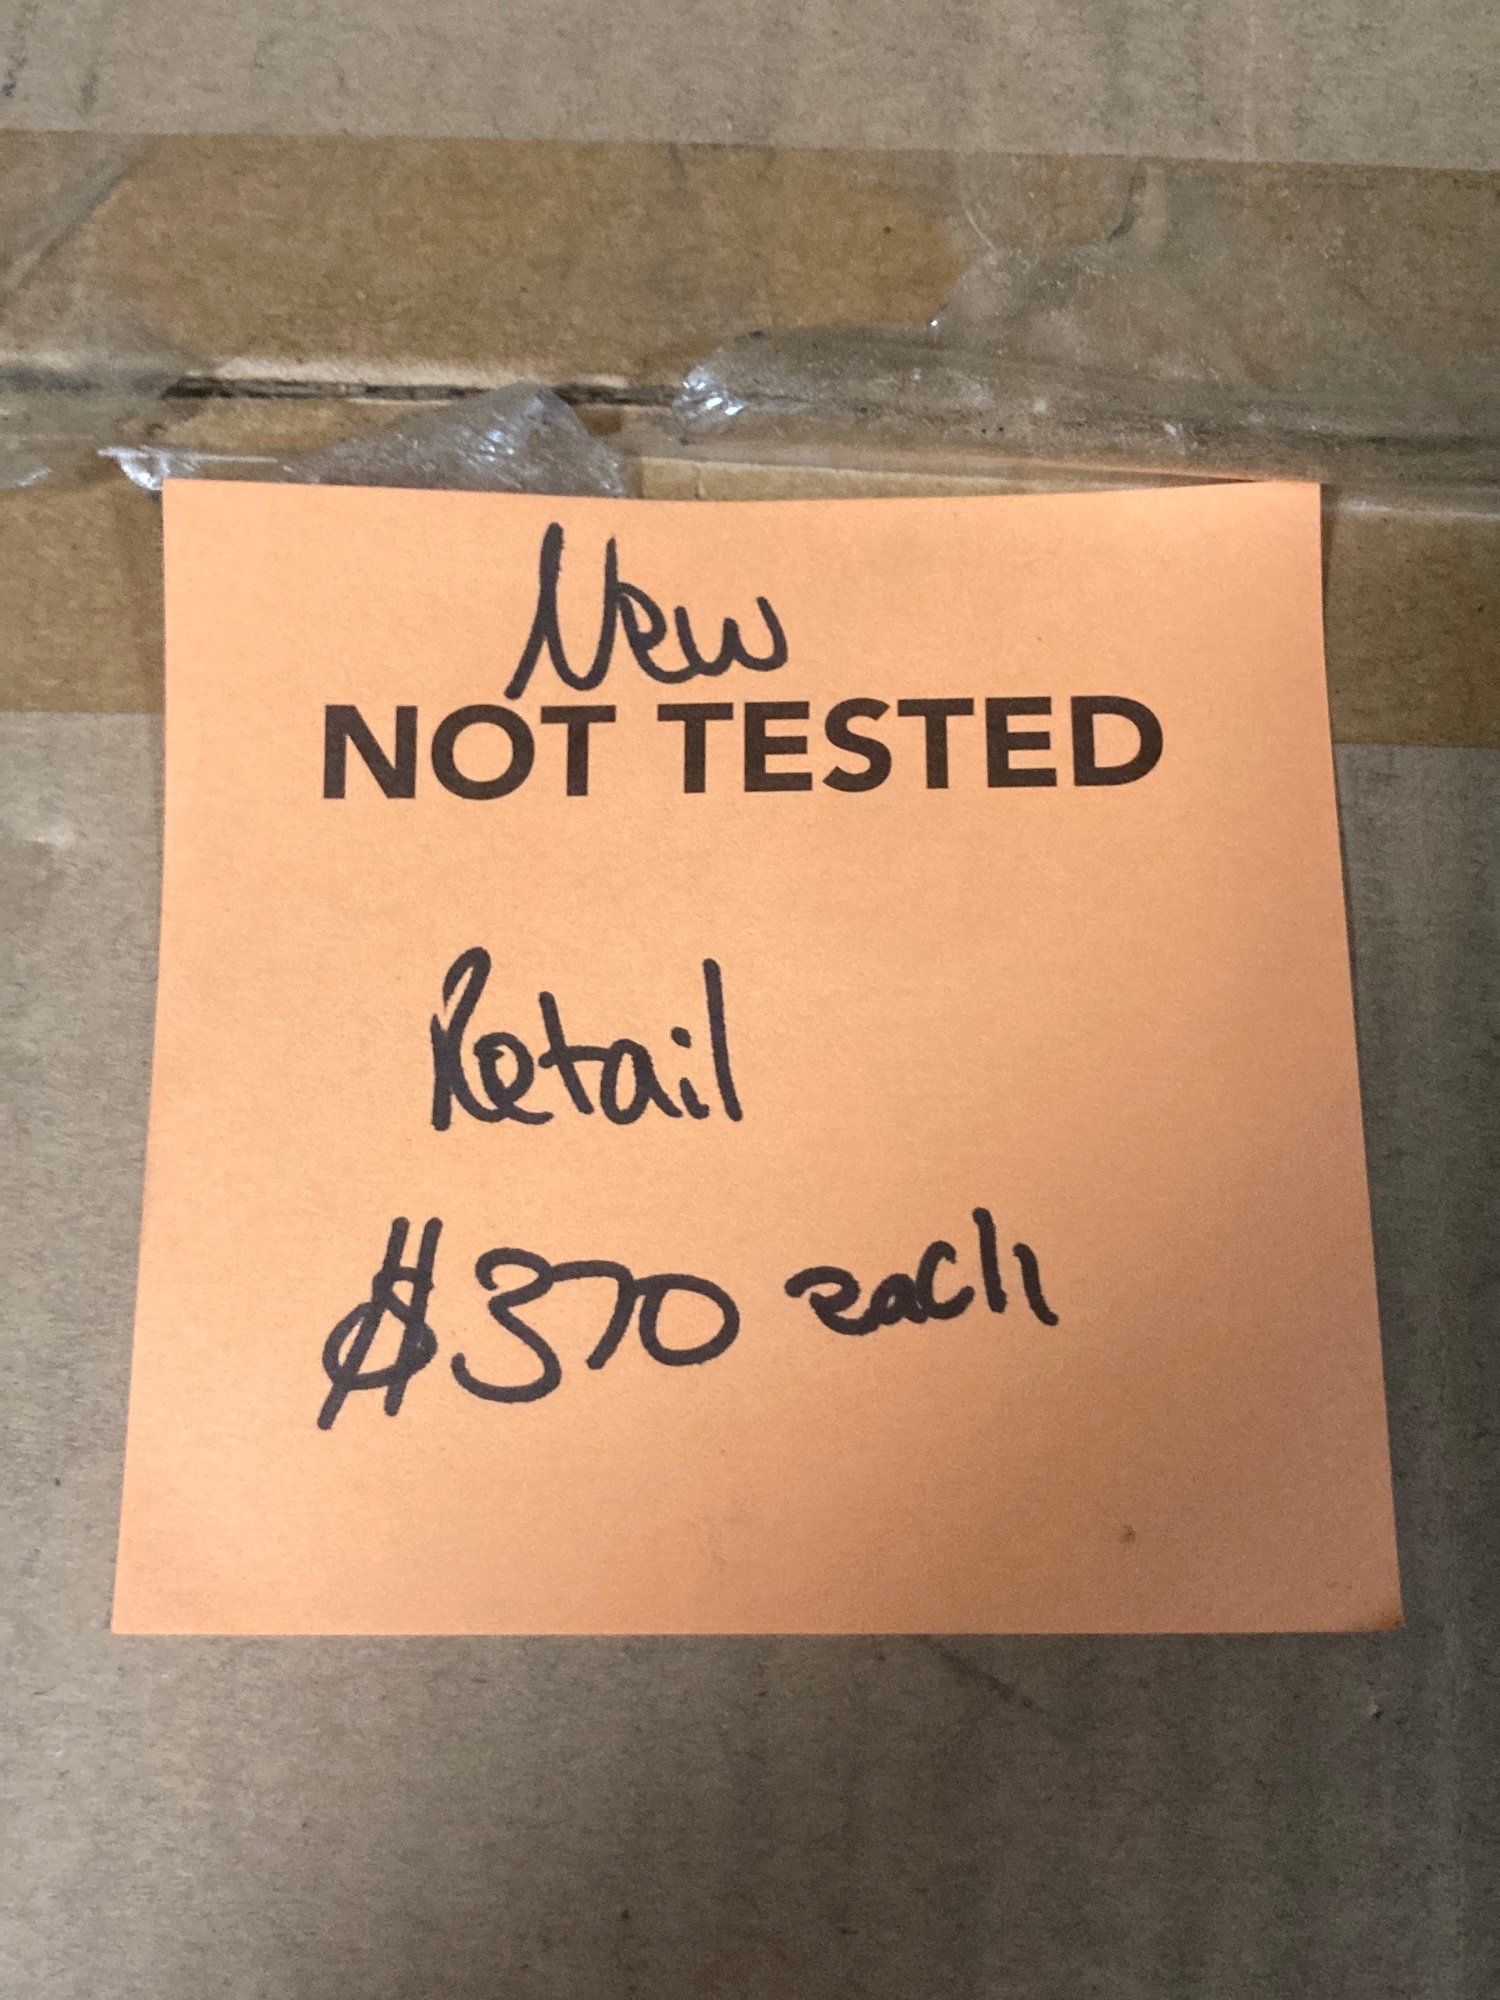 New
NOT TESTED
Retail
$370 each